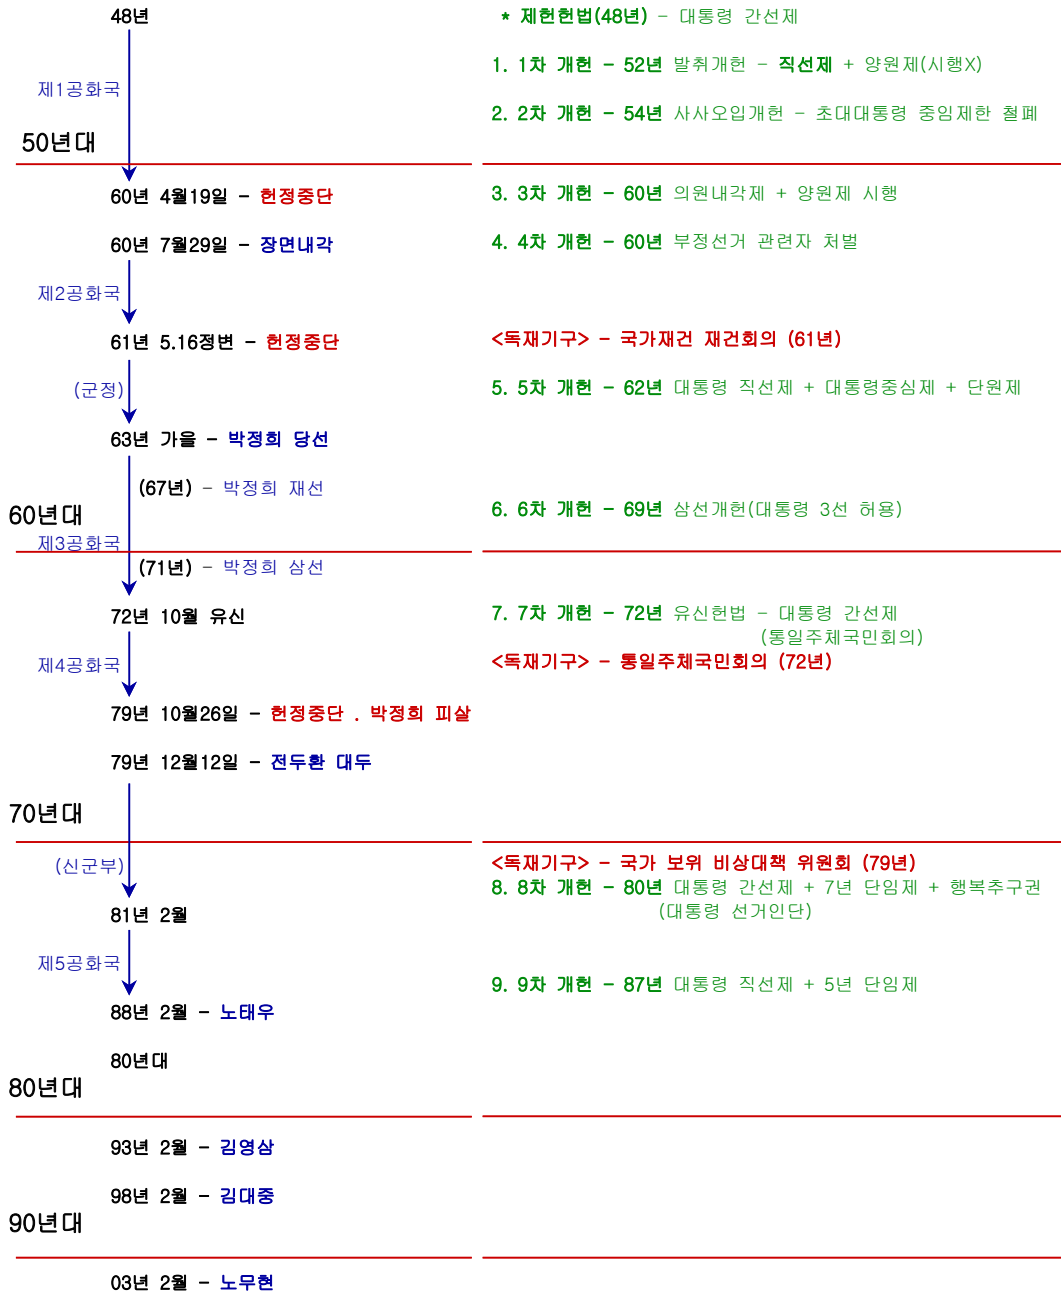 48년
* 제헌헌법(48년) - 대통령 간선제
1. 1차 개헌 - 52년 발취개헌 - 직선제 + 양원제(시행X)
제1공화국
2. 2차 개헌 - 54년 사사오입개헌 - 초대대통령 중임제한 철폐
50년대
60년 4월19일 - 헌정중단
3. 3차 개헌 - 60년 의원내각제 + 양원제 시행
60년 7월29일 - 장면내각
4. 4차 개헌 - 60년 부정선거 관련자 처벌
제2공화국
61년 5.16정변 - 헌정중단
<독재기구> - 국가재건 재건회의 (61년)
(군정)
5. 5차 개헌 - 62년 대통령 직선제 + 대통령중심제 + 단원제
63년 가을 - 박정희 당선
(67년) - 박정희 재선
60년대
6. 6차 개헌 - 69년 삼선개헌(대통령 3선 허용)
제3공화국
(71년) - 박정희 삼선
72년 10월 유신
7. 7차 개헌 - 72년 유신헌법 - 대통령 간선제
(통일주체국민회의)
제4공화국
<독재기구> - 통일주체국민회의 (72년)
79년 10월26일 - 헌정중단 . 박정희 피살
79년 12월12일 - 전두환 대두
70년대
(신군부)
<독재기구> - 국가 보위 비상대책 위원회 (79년)
8. 8차 개헌 - 80년 대통령 간선제 + 7년 단임제 + 행복추구권
(대통령 선거인단)
81년 2월
제5공화국
9. 9차 개헌 - 87년 대통령 직선제 + 5년 단임제
88년 2월 - 노태우
80년대
80년대
93년 2월 - 김영삼
98년 2월 - 김대중
90년대
03년 2월 - 노무현